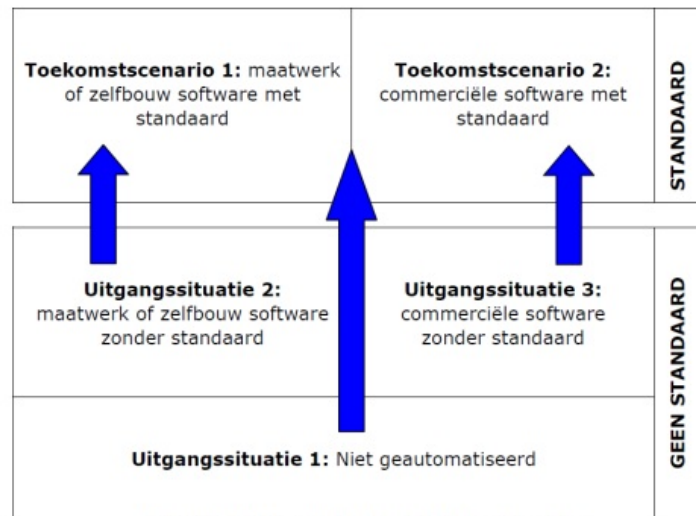 Toekomstscenario 1: maatwerk
of zelfbouw software met
standaard
Toekomstscenario 2:
commerciële software met
standaard
STANDAARD
Uitgangssituatie 2:
maatwerk of zelfbouw software
zonder standaard
Uitgangssituatie 3:
commerciële software
zonder standaard
GEEN STANDAARD
Uitgangssituatie 1: Niet geautomatiseerd